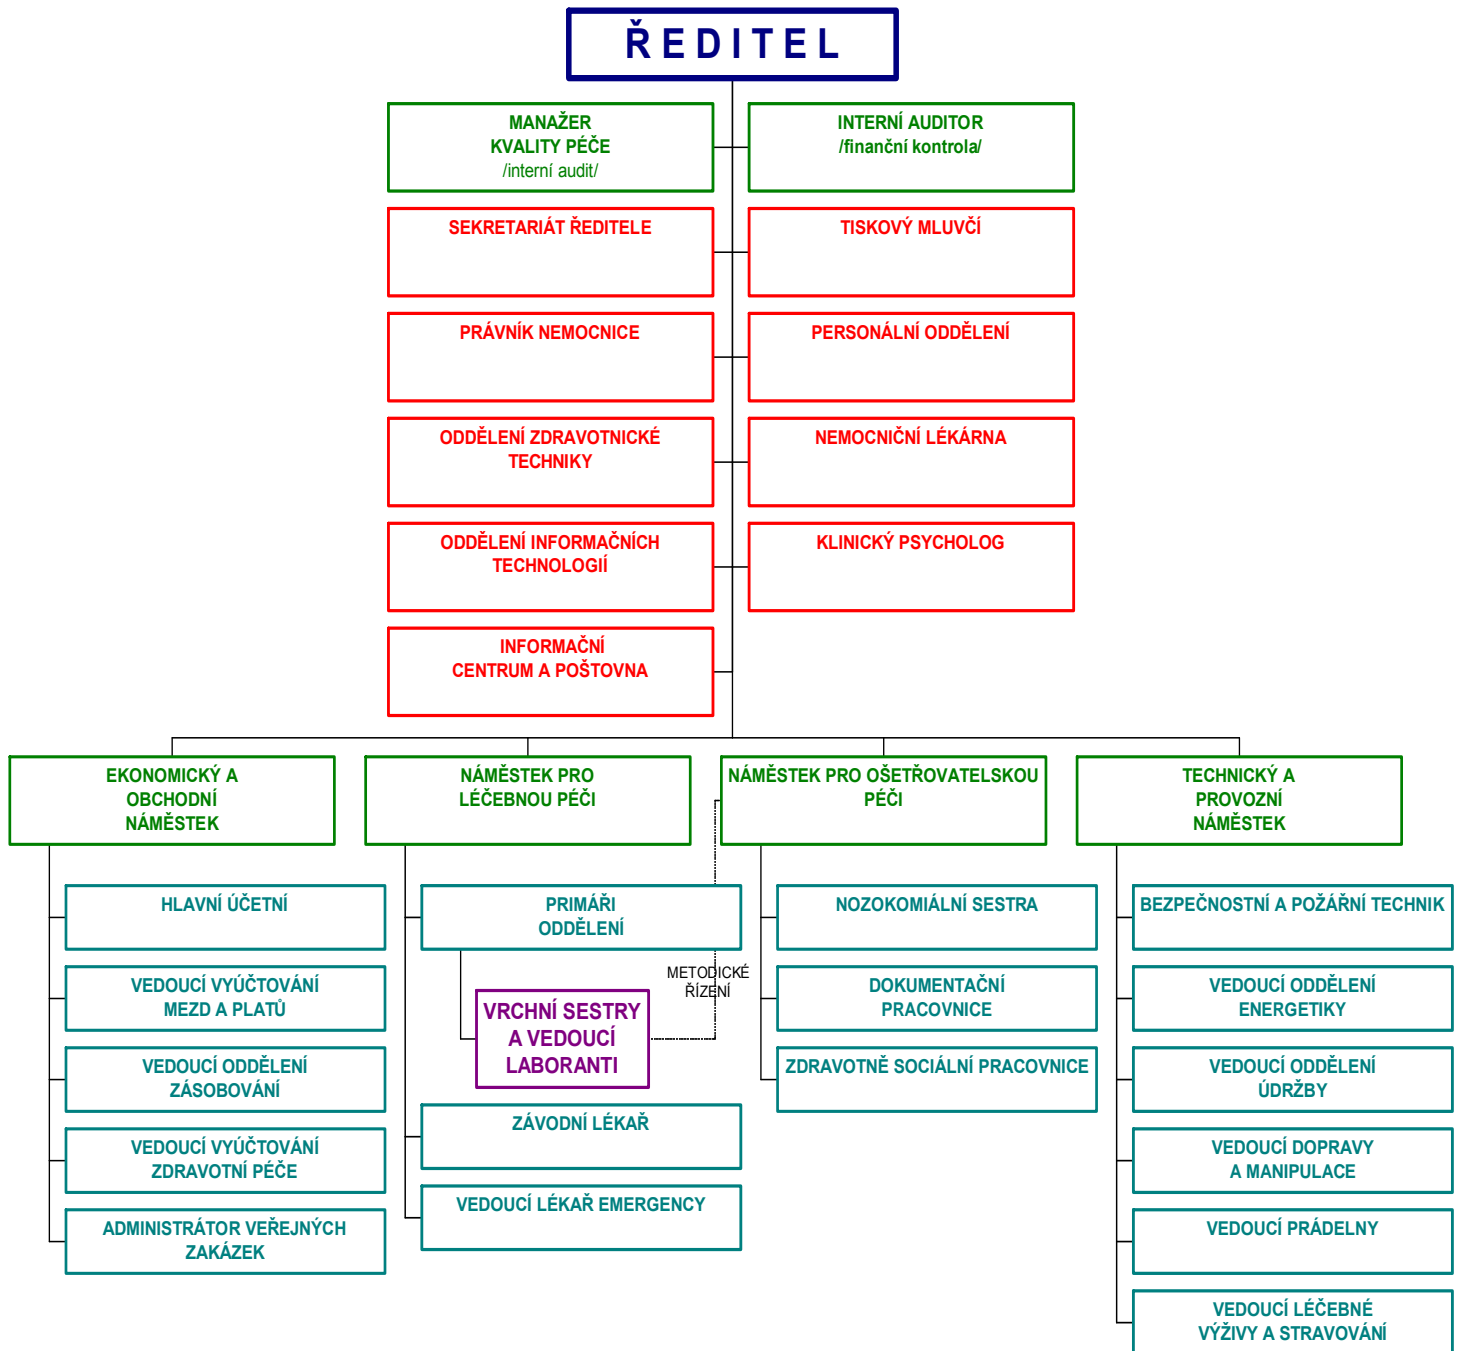 ŘEDITEL
MANAŽER
KVALITY PÉČE
/interní audit/
INTERNÍ AUDITOR
/finanční kontrola/
SEKRETARIÁT ŘEDITELE
TISKOVÝ MLUVČÍ
PRÁVNÍK NEMOCNICE
PERSONÁLNÍ ODDĚLENÍ
ODDĚLENÍ ZDRAVOTNICKÉ
TECHNIKY
NEMOCNIČNÍ LÉKÁRNA
ODDĚLENÍ INFORMAČNÍCH
TECHNOLOGIÍ
KLINICKÝ PSYCHOLOG
INFORMAČNÍ
CENTRUM A POŠTOVNA
EKONOMICKÝ A
OBCHODNÍ
NÁMĚSTEK
NÁMĚSTEK PRO
LÉČEBNOU PÉČI
NÁMĚSTEK PRO OŠETŘOVATELSKOU
PÉČI
TECHNICKÝ A
PROVOZNÍ
NÁMĚSTEK
HLAVNÍ ÚČETNÍ
VEDOUCÍ VYÚČTOVÁNÍ
MEZD A PLATŮ
VEDOUCÍ ODDĚLENÍ
ZÁSOBOVÁNÍ
VEDOUCÍ VYÚČTOVÁNÍ
ZDRAVOTNÍ PÉČE
ADMINISTRÁTOR VEŘEJNÝCH
ZAKÁZEK
PRIMÁŘI
ODDĚLENÍ
METODICKÉ
ŘÍZENÍ
VRCHNÍ SESTRY
A VEDOUCÍ
LABORANTI
ZÁVODNÍ LÉKAŘ
VEDOUCÍ LÉKAŘ EMERGENCY
NOZOKOMIÁLNÍ SESTRA
DOKUMENTAČNÍ
PRACOVNICE
ZDRAVOTNĚ SOCIÁLNÍ PRACOVNICE
BEZPEČNOSTNÍ A POŽÁŘNÍ TECHNIK
VEDOUCÍ ODDĚLENÍ
ENERGETIKY
VEDOUCÍ ODDĚLENÍ
ÚDRŽBY
VEDOUCÍ DOPRAVY
A MANIPULACE
VEDOUCÍ PRÁDELNY
VEDOUCÍ LÉČEBNÉ
VÝŽIVY A STRAVOVÁNÍ